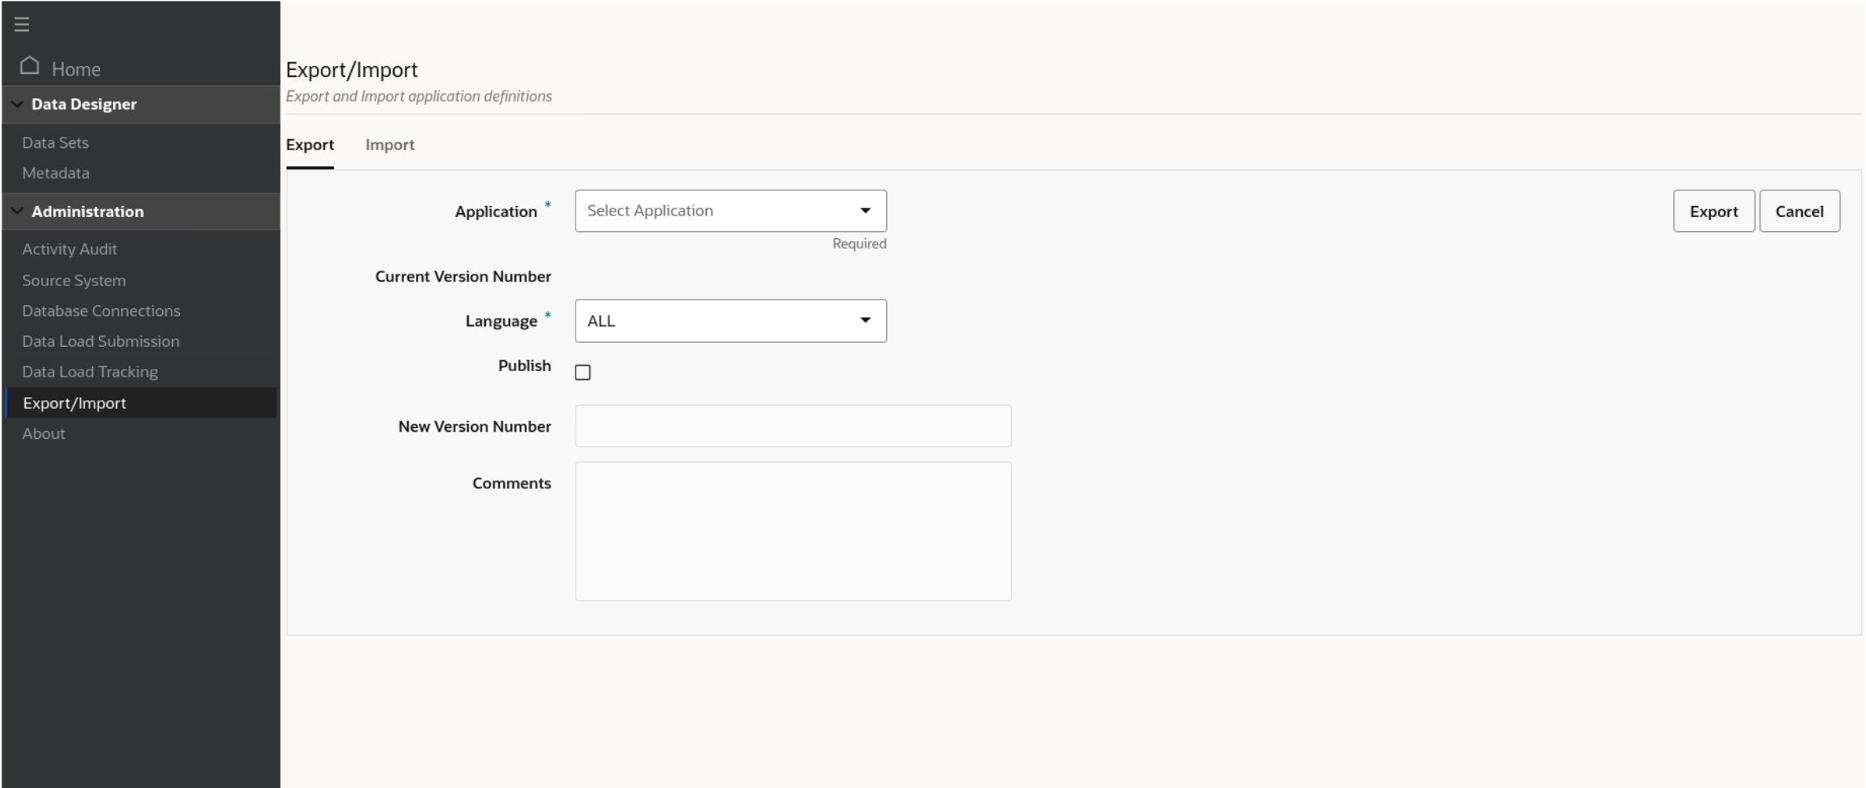 Home
Data Designer
Data Sets
Metadata
Administration
Activity Audit
Source System
Database Connections
Data Load Submission
Data Load Tracking
Export/Import
About
Export/Import
Export and Import application definitions
Export Import
Application * Select Application
Required
Export Cancel
Current Version Number
Language * ALL
Publish
New Version Number
Comments